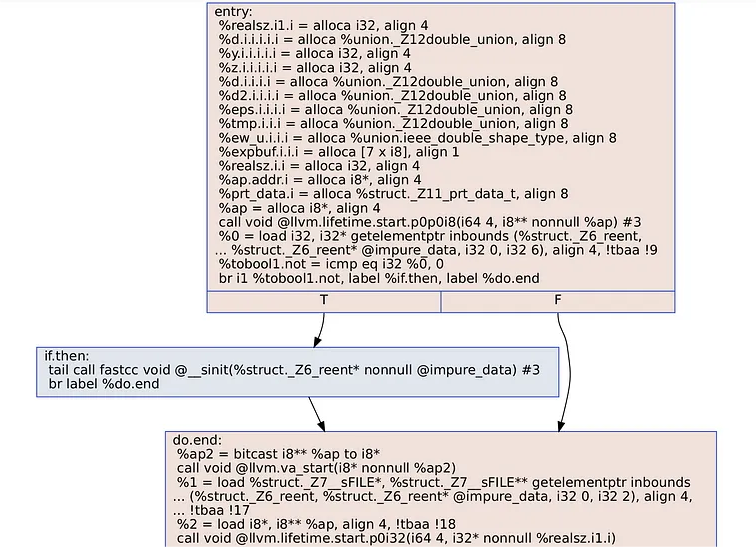 entry:
%realsz.i1.i = alloca i32, align 4
%d.i.i.i.i.i = alloca %union._Z12double_union, align 8
%y.i.i.i.i.i = alloca i32, align 4
%z.i.i.i.i.i = alloca i32, align 4
%d.i.i.i.i = alloca %union._Z12double_union, align 8
%d2.i.i.i.i = alloca %union._Z12double_union, align 8
%eps.i.i.i.i = alloca %union._Z12double_union, align 8
%tmp.i.i.i = alloca %union._Z12double_union, align 8
%ew_u.i.i.i = alloca %union.ieee_double_shape_type, align 8
%expbuf.i.i.i = alloca [7 x i8], align 1
%realsz.i.i = alloca i32, align 4
%ap.addr.i = alloca i8*, align 4
%prt_data.i = alloca %struct._Z11_prt_data_t, align 8
%ap = alloca i8*, align 4
call void @llvm.lifetime.start.p0p0i8(i64 4, i8** nonnull %ap) #3
%0 = load i32, i32* getelementptr inbounds (%struct._Z6_reent,
... %struct._Z6_reent* @impure_data, i32 0, i32 6), align 4, !tbaa !9
%tobool1.not = icmp eq i32 %0, 0
br i1 %tobool1.not, label %if.then, label %do.end
T F
if.then:
tail call fastcc void @__sinit(%struct._Z6_reent* nonnull @impure_data) #3
br label %do.end
do.end:
%ap2 = bitcast i8** %ap to i8*
call void @llvm.va_start(i8* nonnull %ap2)
%1 = load %struct._Z7__sFILE*, %struct._Z7__sFILE** getelementptr inbounds
... (%struct._Z6_reent, %struct._Z6_reent* @impure_data, i32 0, i32 2), align 4,
... !tbaa !17
%2 = load i8*, i8** %ap, align 4, !tbaa !18
call void @llvm.lifetime.start.p0i32(i64 4, i32* nonnull %realsz.i1.i)